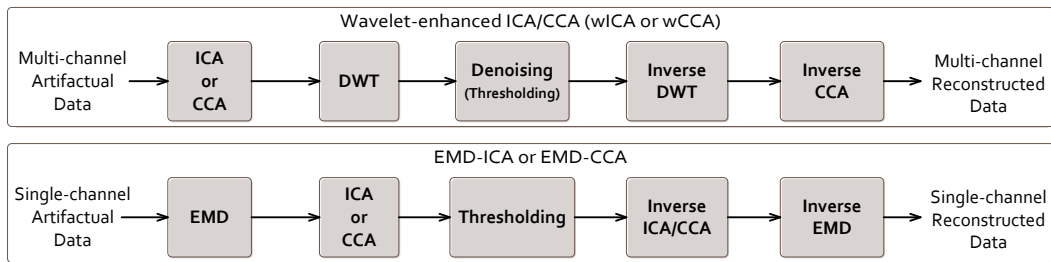 Wavelet-enhanced ICA/CCA (wICA or wCCA)
Multi-channel
Artifactual
Data
ICA
or
CCA
DWT
Denoising
(Thresholding)
Inverse
DWT
Inverse
CCA
Multi-channel
Reconstructed
Data
EMD-ICA or EMD-CCA
Single-channel
Artifactual
Data
EMD
ICA
or
CCA
Thresholding
Inverse
ICA/CCA
Inverse
EMD
Single-channel
Reconstructed
Data